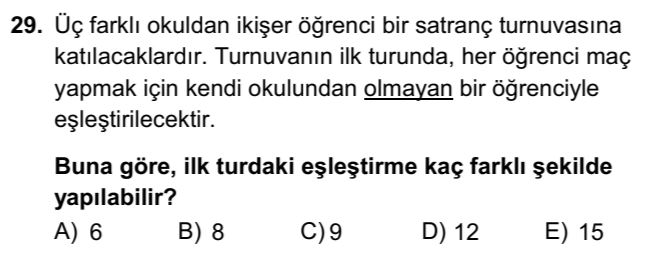 29. Üç farklı okuldan ikişer öğrenci bir satranç turnuvasına
katılacaklardır. Turnuvanın ilk turunda, her öğrenci maç
yapmak için kendi okulundan olmayan bir öğrenciyle
eşleştirilecektir.
Buna göre, ilk turdaki eşleştirme kaç farklı şekilde
yapılabilir?
A) 6 B) 8 C) 9 D) 12 E) 15